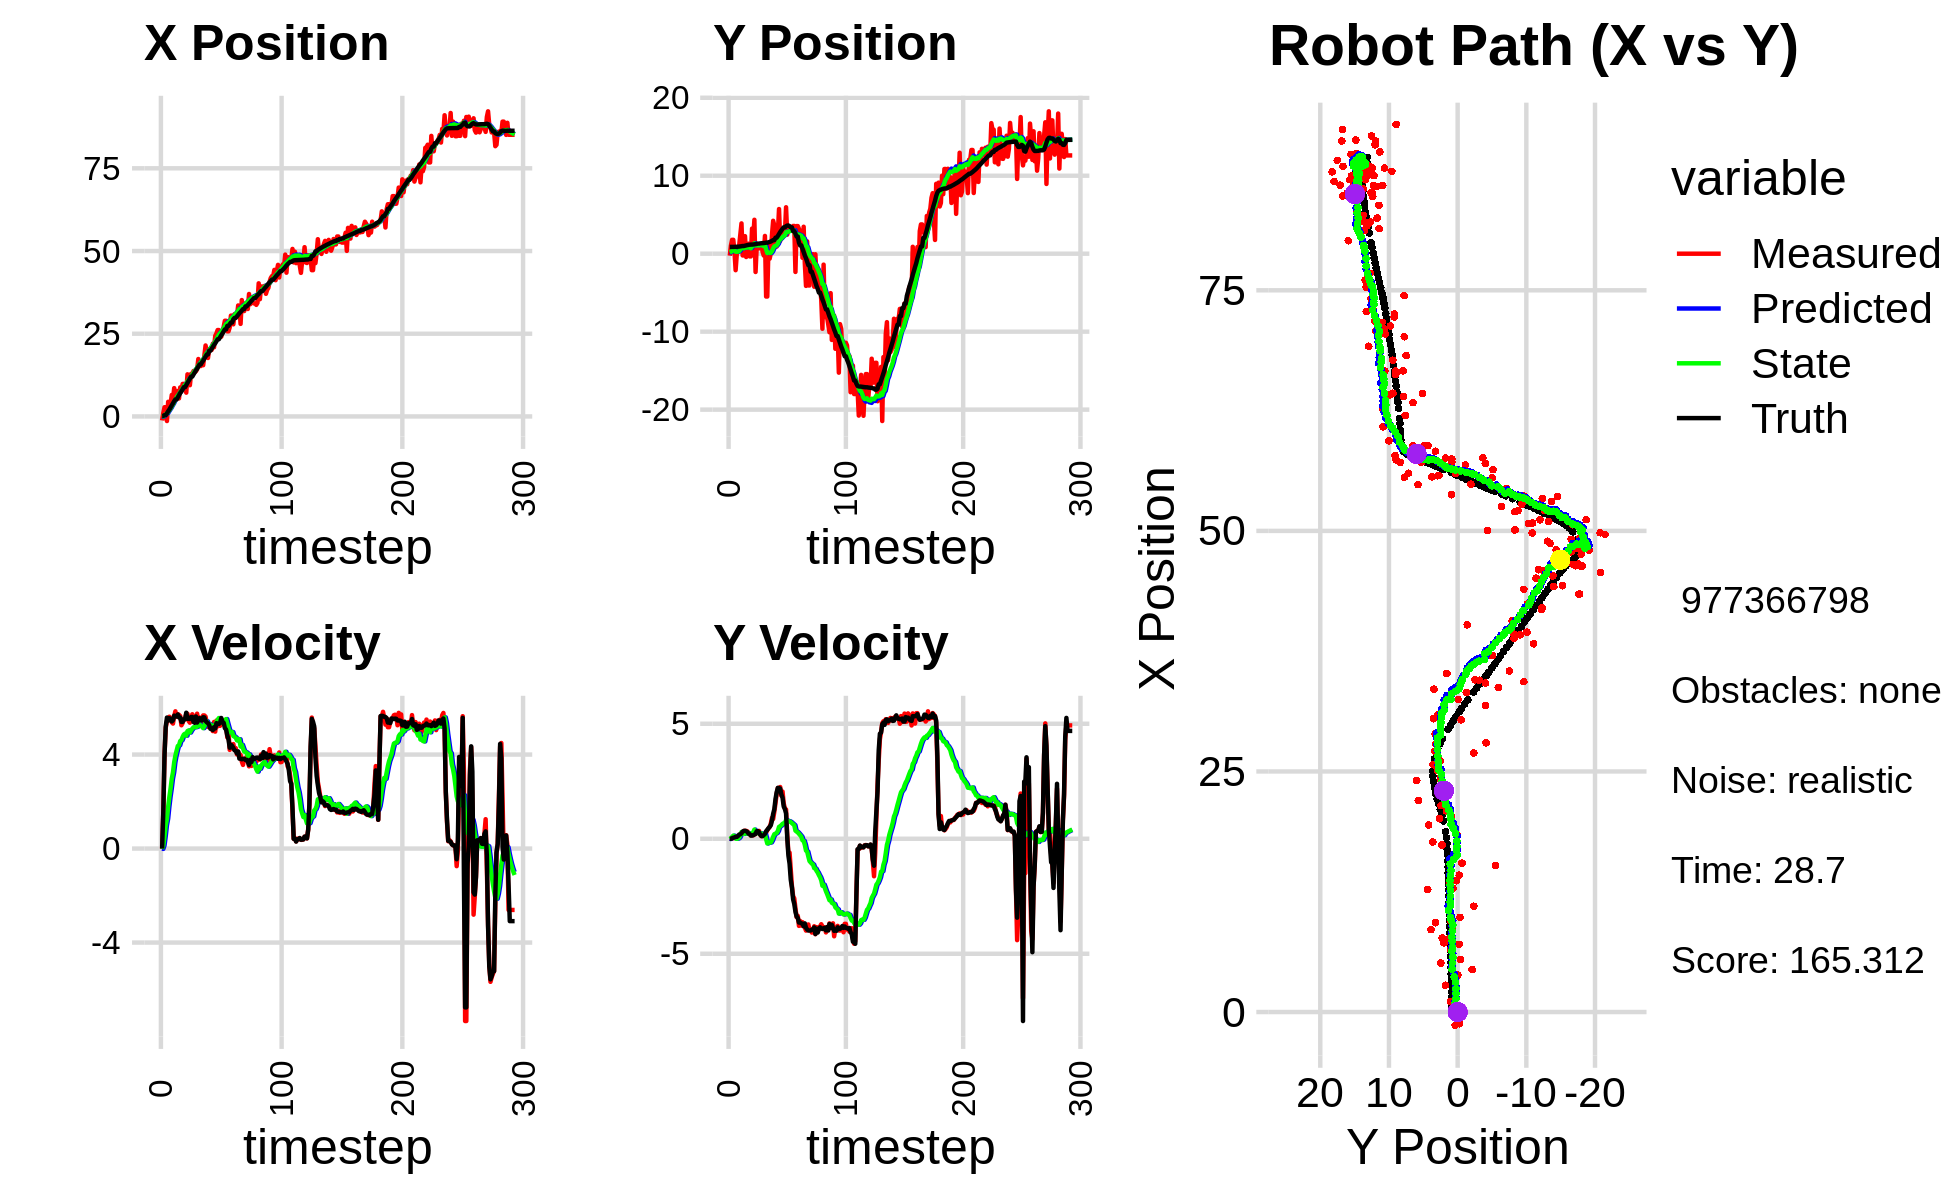 X Position
75
50
25
0
0
100
200
300
timestep
Y Position
20
10
0
-10
-20
0
100
200
300
timestep
X Velocity
4
0
-4
0
100
200
300
timestep
Y Velocity
5
0
-5
0
100
200
300
timestep
Robot Path (X vs Y)
X Position
75
50
25
0
20 10 0 -10 -20
Y Position
variable
Measured
Predicted
State
Truth
977366798
Obstacles: none
Noise: realistic
Time: 28.7
Score: 165.312